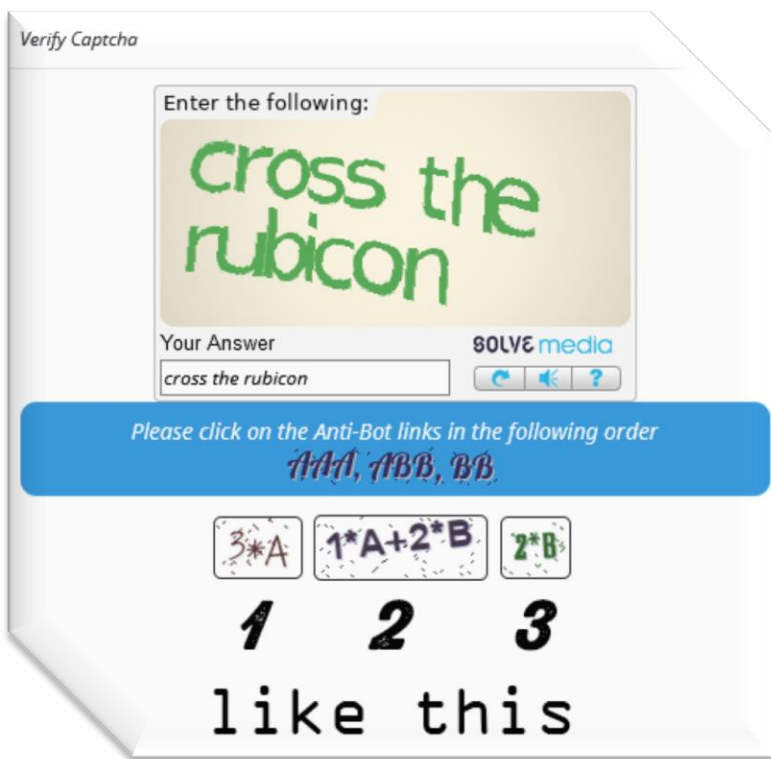 Verify Captcha
Enter the following:
cross the
rubicon
Your Answer
SOLVE media
cross the rubicon
?
Please click on the Anti-Bot links in the following order
AAA, ABB, BB
3*A 1*A+2*B 2*B
1 2 3
like this